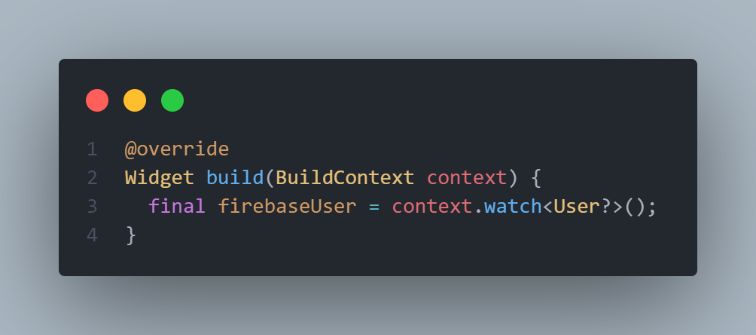 1 @override
2 Widget build(BuildContext context) {
3   final firebaseUser = context.watch<User?>();
4 }